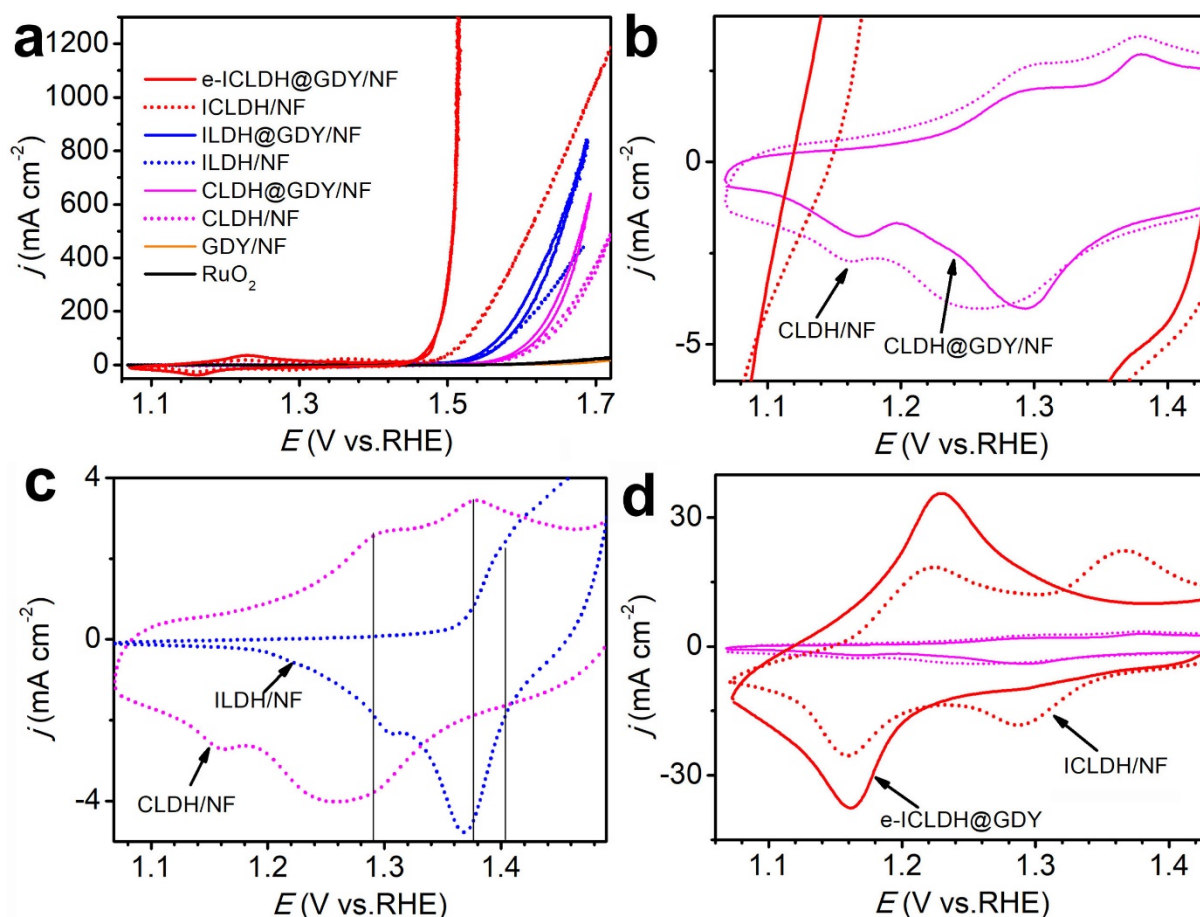 a
1200
1000
800
600
400
200
0
j (mA cm⁻²)
e-ICLDH@GDY/NF
ICLDH/NF
ILDH@GDY/NF
ILDH/NF
CLDH@GDY/NF
CLDH/NF
GDY/NF
RuO₂
1.1 1.3 1.5 1.7
E (V vs.RHE)
b
0
-5
j (mA cm⁻²)
CLDH/NF
CLDH@GDY/NF
1.1 1.2 1.3 1.4
E (V vs.RHE)
c
4
0
-4
j (mA cm⁻²)
ILDH/NF
CLDH/NF
1.1 1.2 1.3 1.4
E (V vs.RHE)
d
30
0
-30
j (mA cm⁻²)
ICLDH/NF
e-ICLDH@GDY
1.1 1.2 1.3 1.4
E (V vs.RHE)